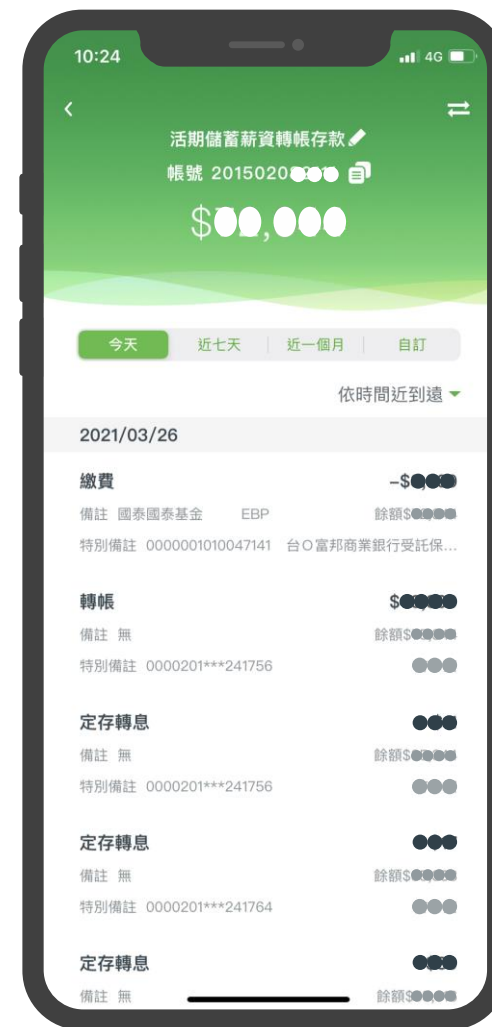 10:24
4G
活期儲蓄薪資轉帳存款
帳號 2015020
$ ,
今天 近七天 近一個月 自訂
依時間近到遠
2021/03/26
繳費 -$
備註 國泰國泰基金 EBP 餘額$
特別備註 0000001010047141 台O富邦商業銀行受託保...
轉帳 $
備註 無 餘額$
特別備註 0000201***241756
定存轉息
備註 無 餘額$
特別備註 0000201***241756
定存轉息
備註 無 餘額$
特別備註 0000201***241764
定存轉息
備註 無 餘額$